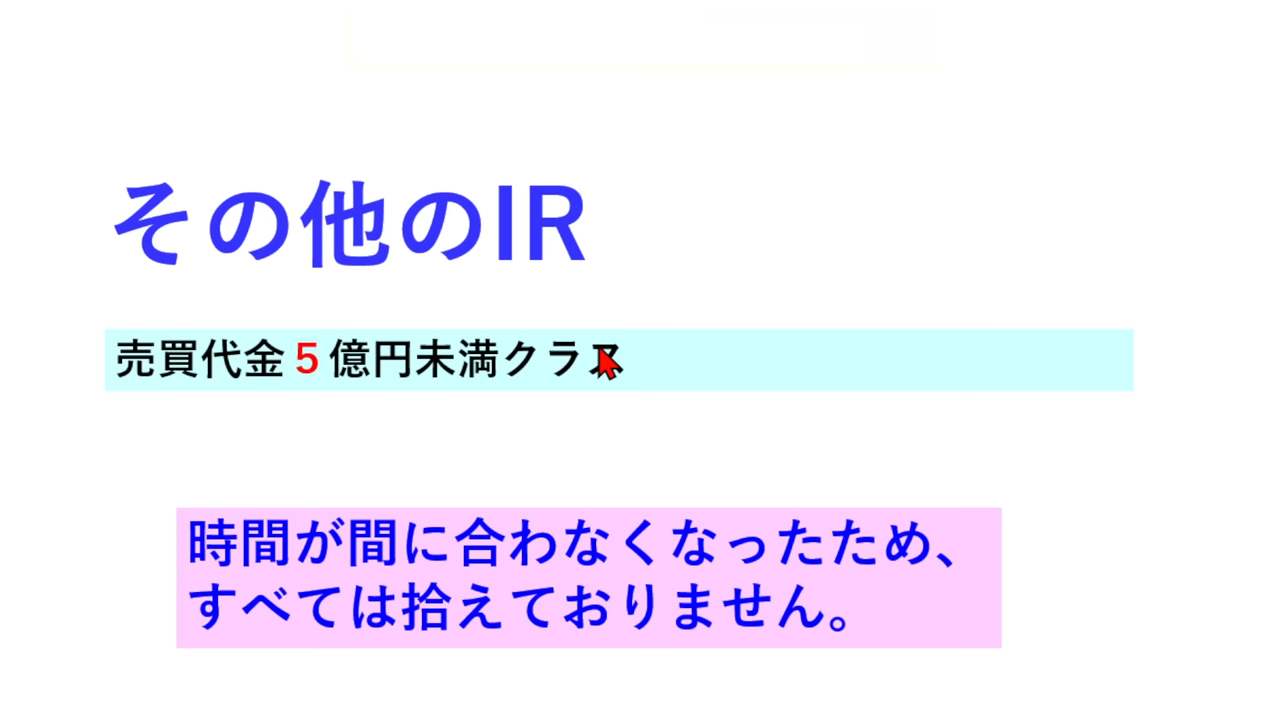 その他のIR
売買代金５億円未満クラス
時間が間に合わなくなったため、
すべては拾えておりません。